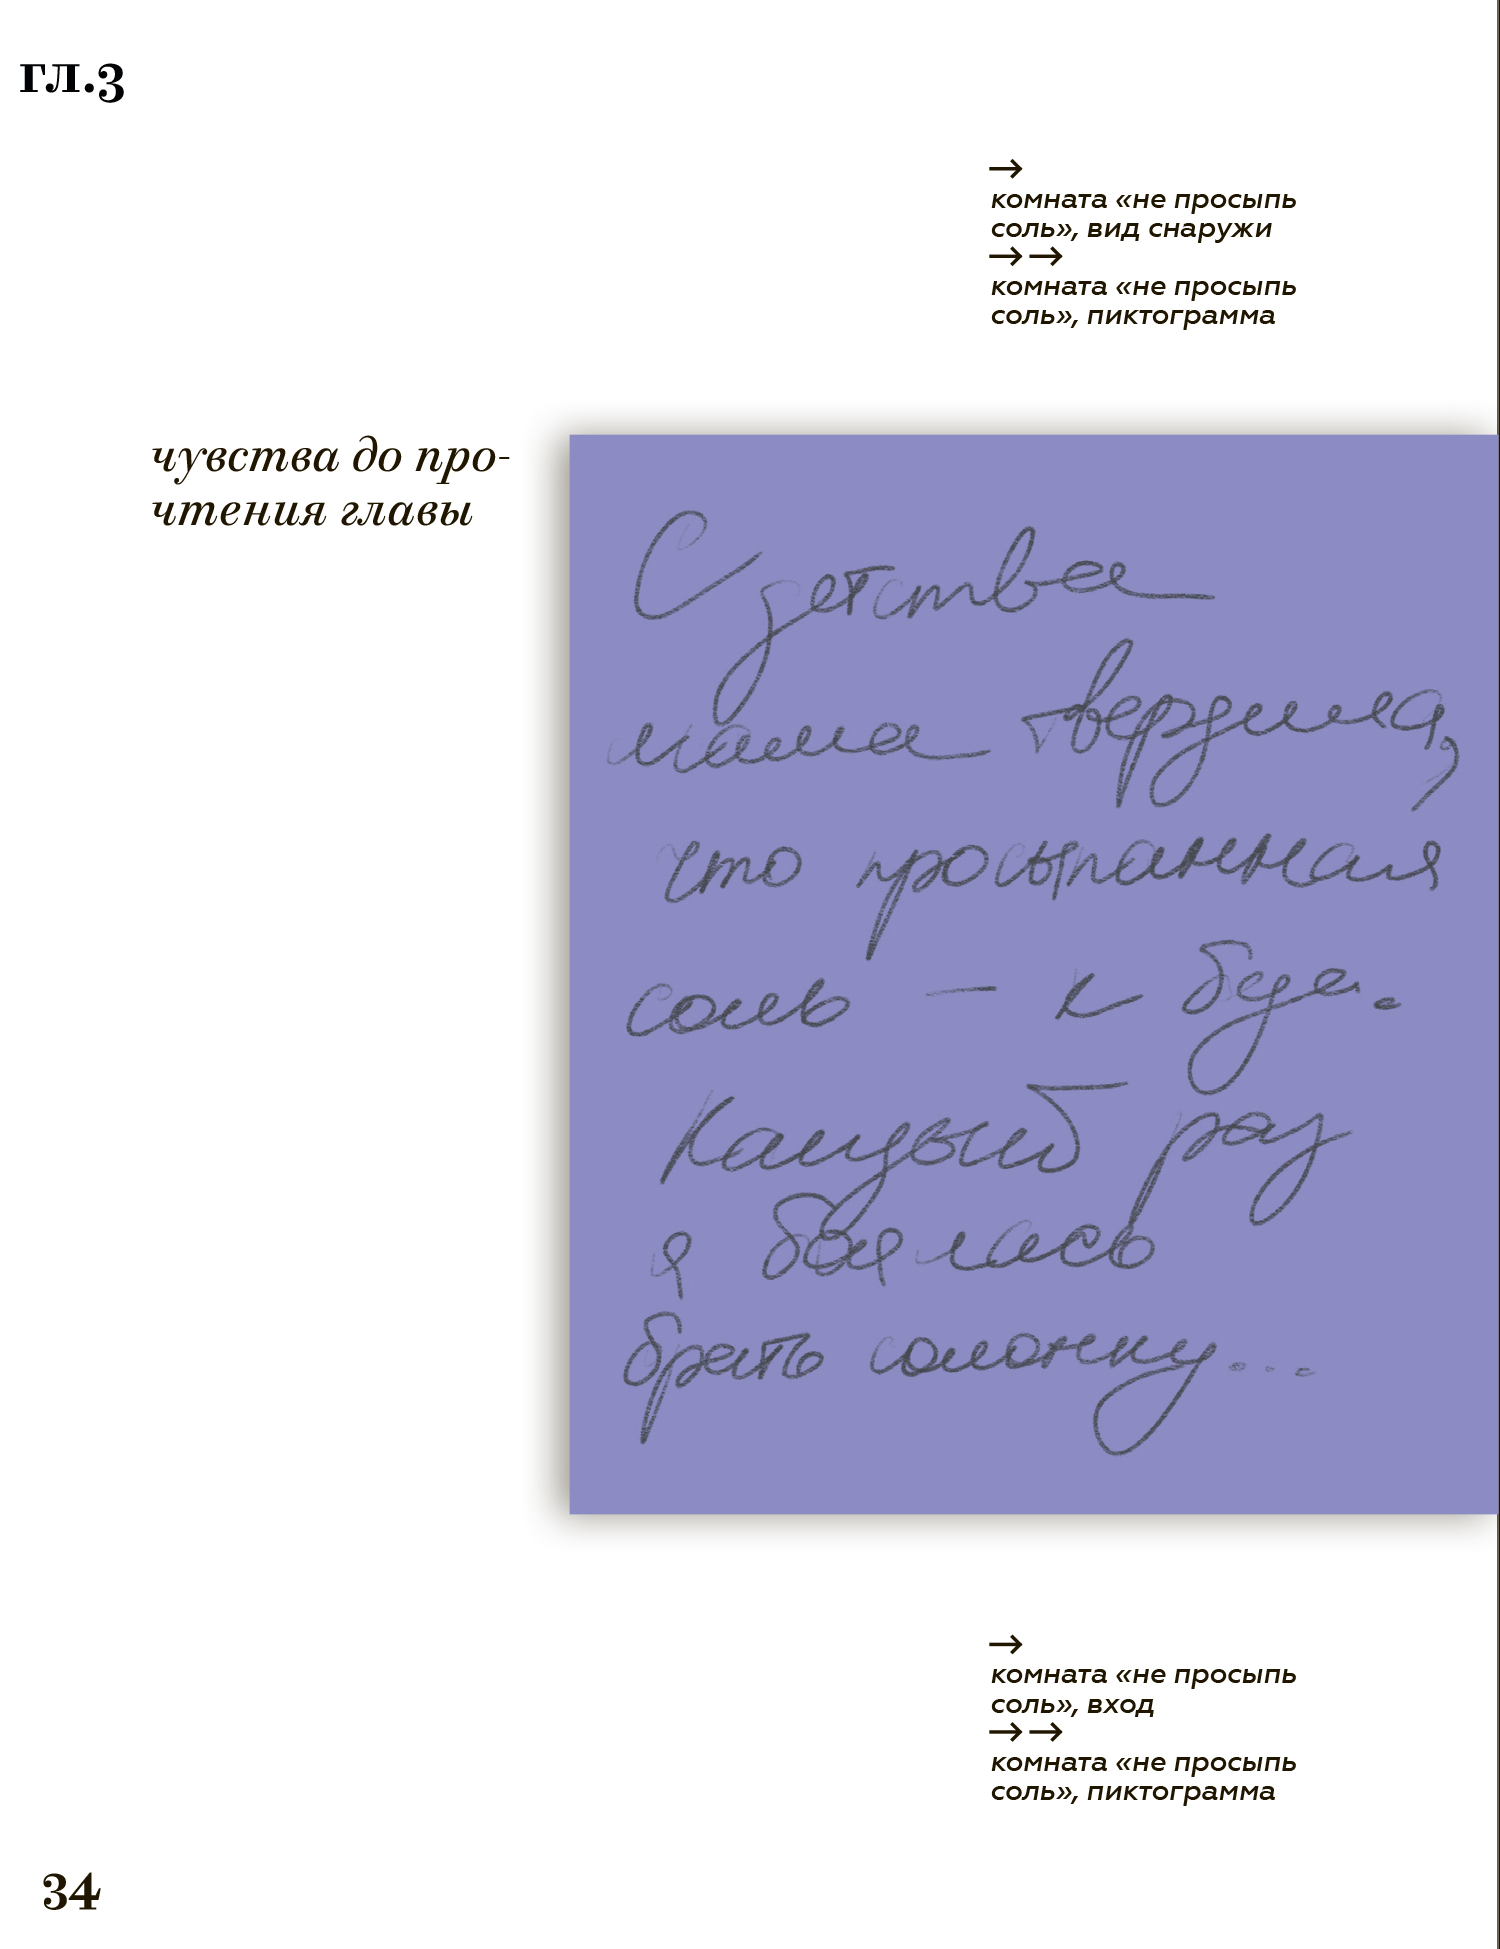 гл.3
→
комната «не просыпь
соль», вид снаружи
→→
комната «не просыпь
соль», пиктограмма
чувства до про-
чтения главы
С детства
мама твердила,
что просыпанная
соль – к беде.
Каждый раз
я боялась
брать солонку...
→
комната «не просыпь
соль», вход
→→
комната «не просыпь
соль», пиктограмма
34